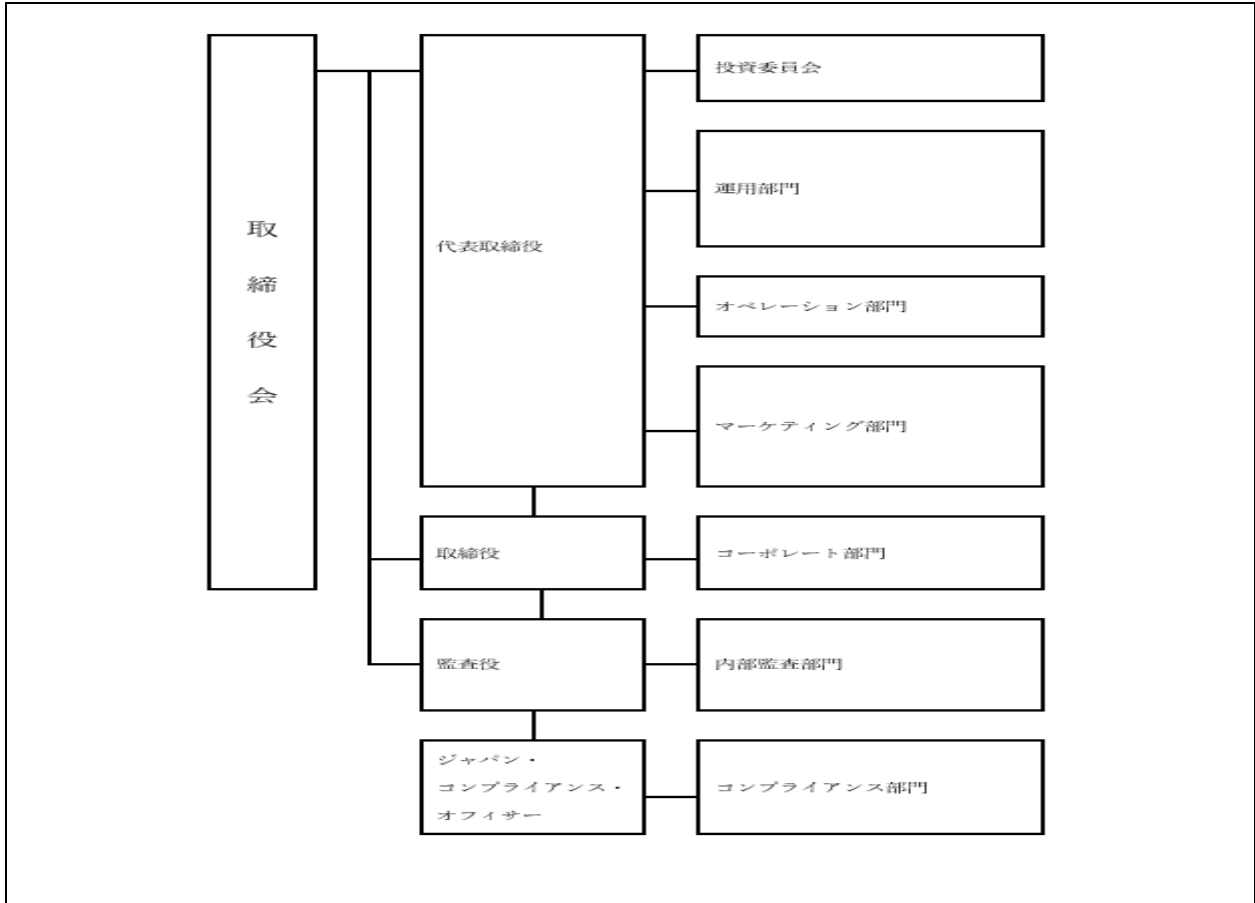 取締役会
代表取締役
投資委員会
運用部門
オペレーション部門
マーケティング部門
取締役
コーポレート部門
監査役
内部監査部門
ジャパン・
コンプライアンス・
オフィサー
コンプライアンス部門